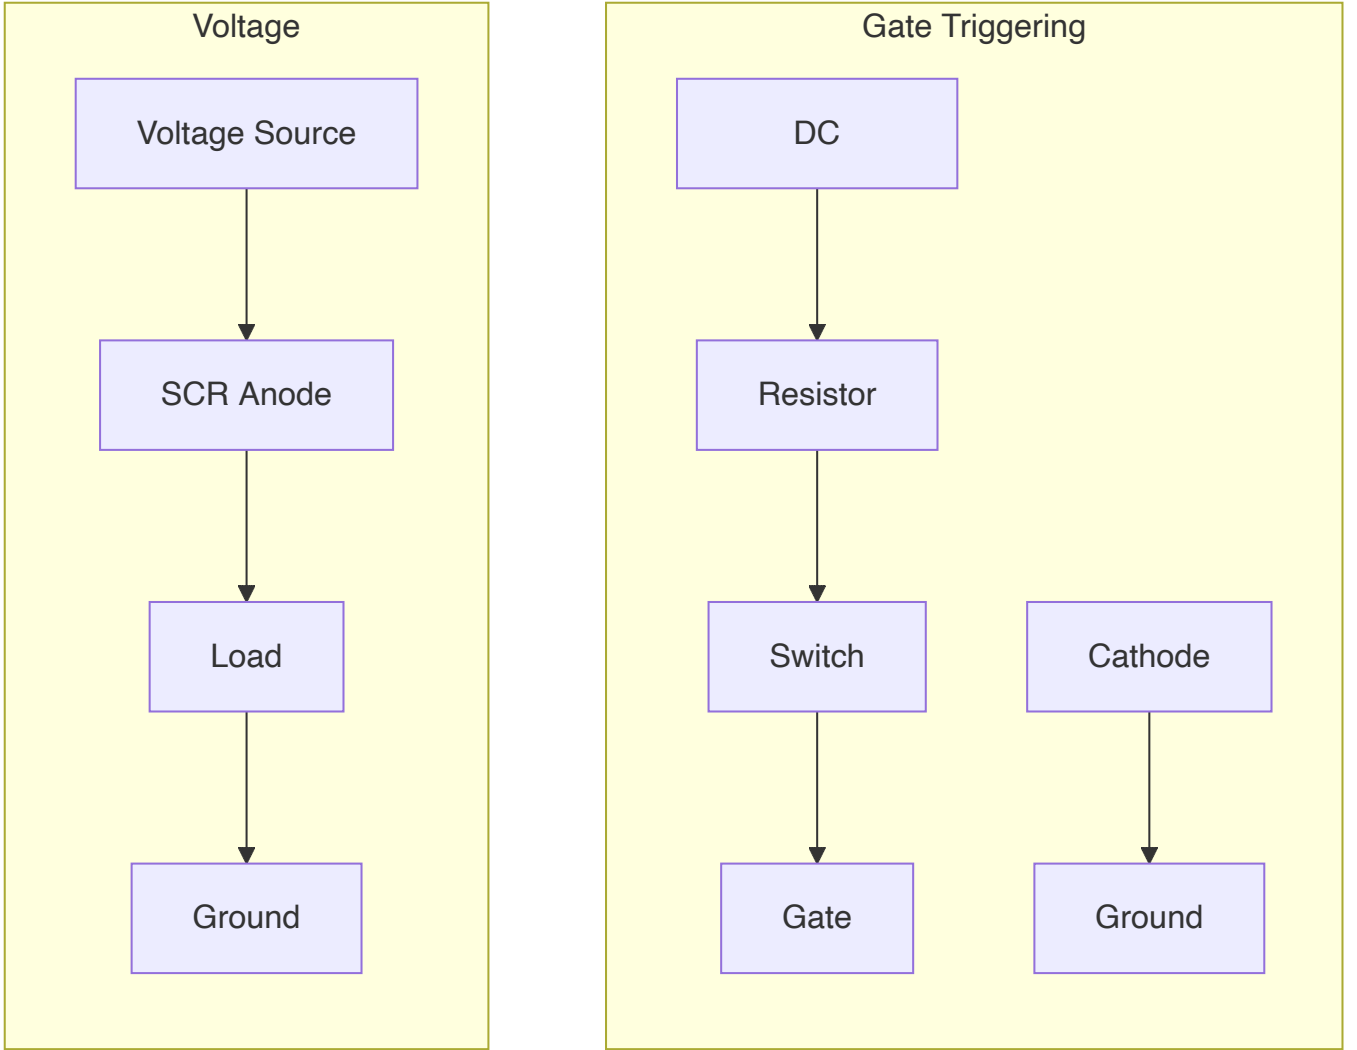 Voltage
Voltage Source
SCR Anode
Load
Ground
Gate Triggering
DC
Resistor
Switch
Cathode
Gate
Ground